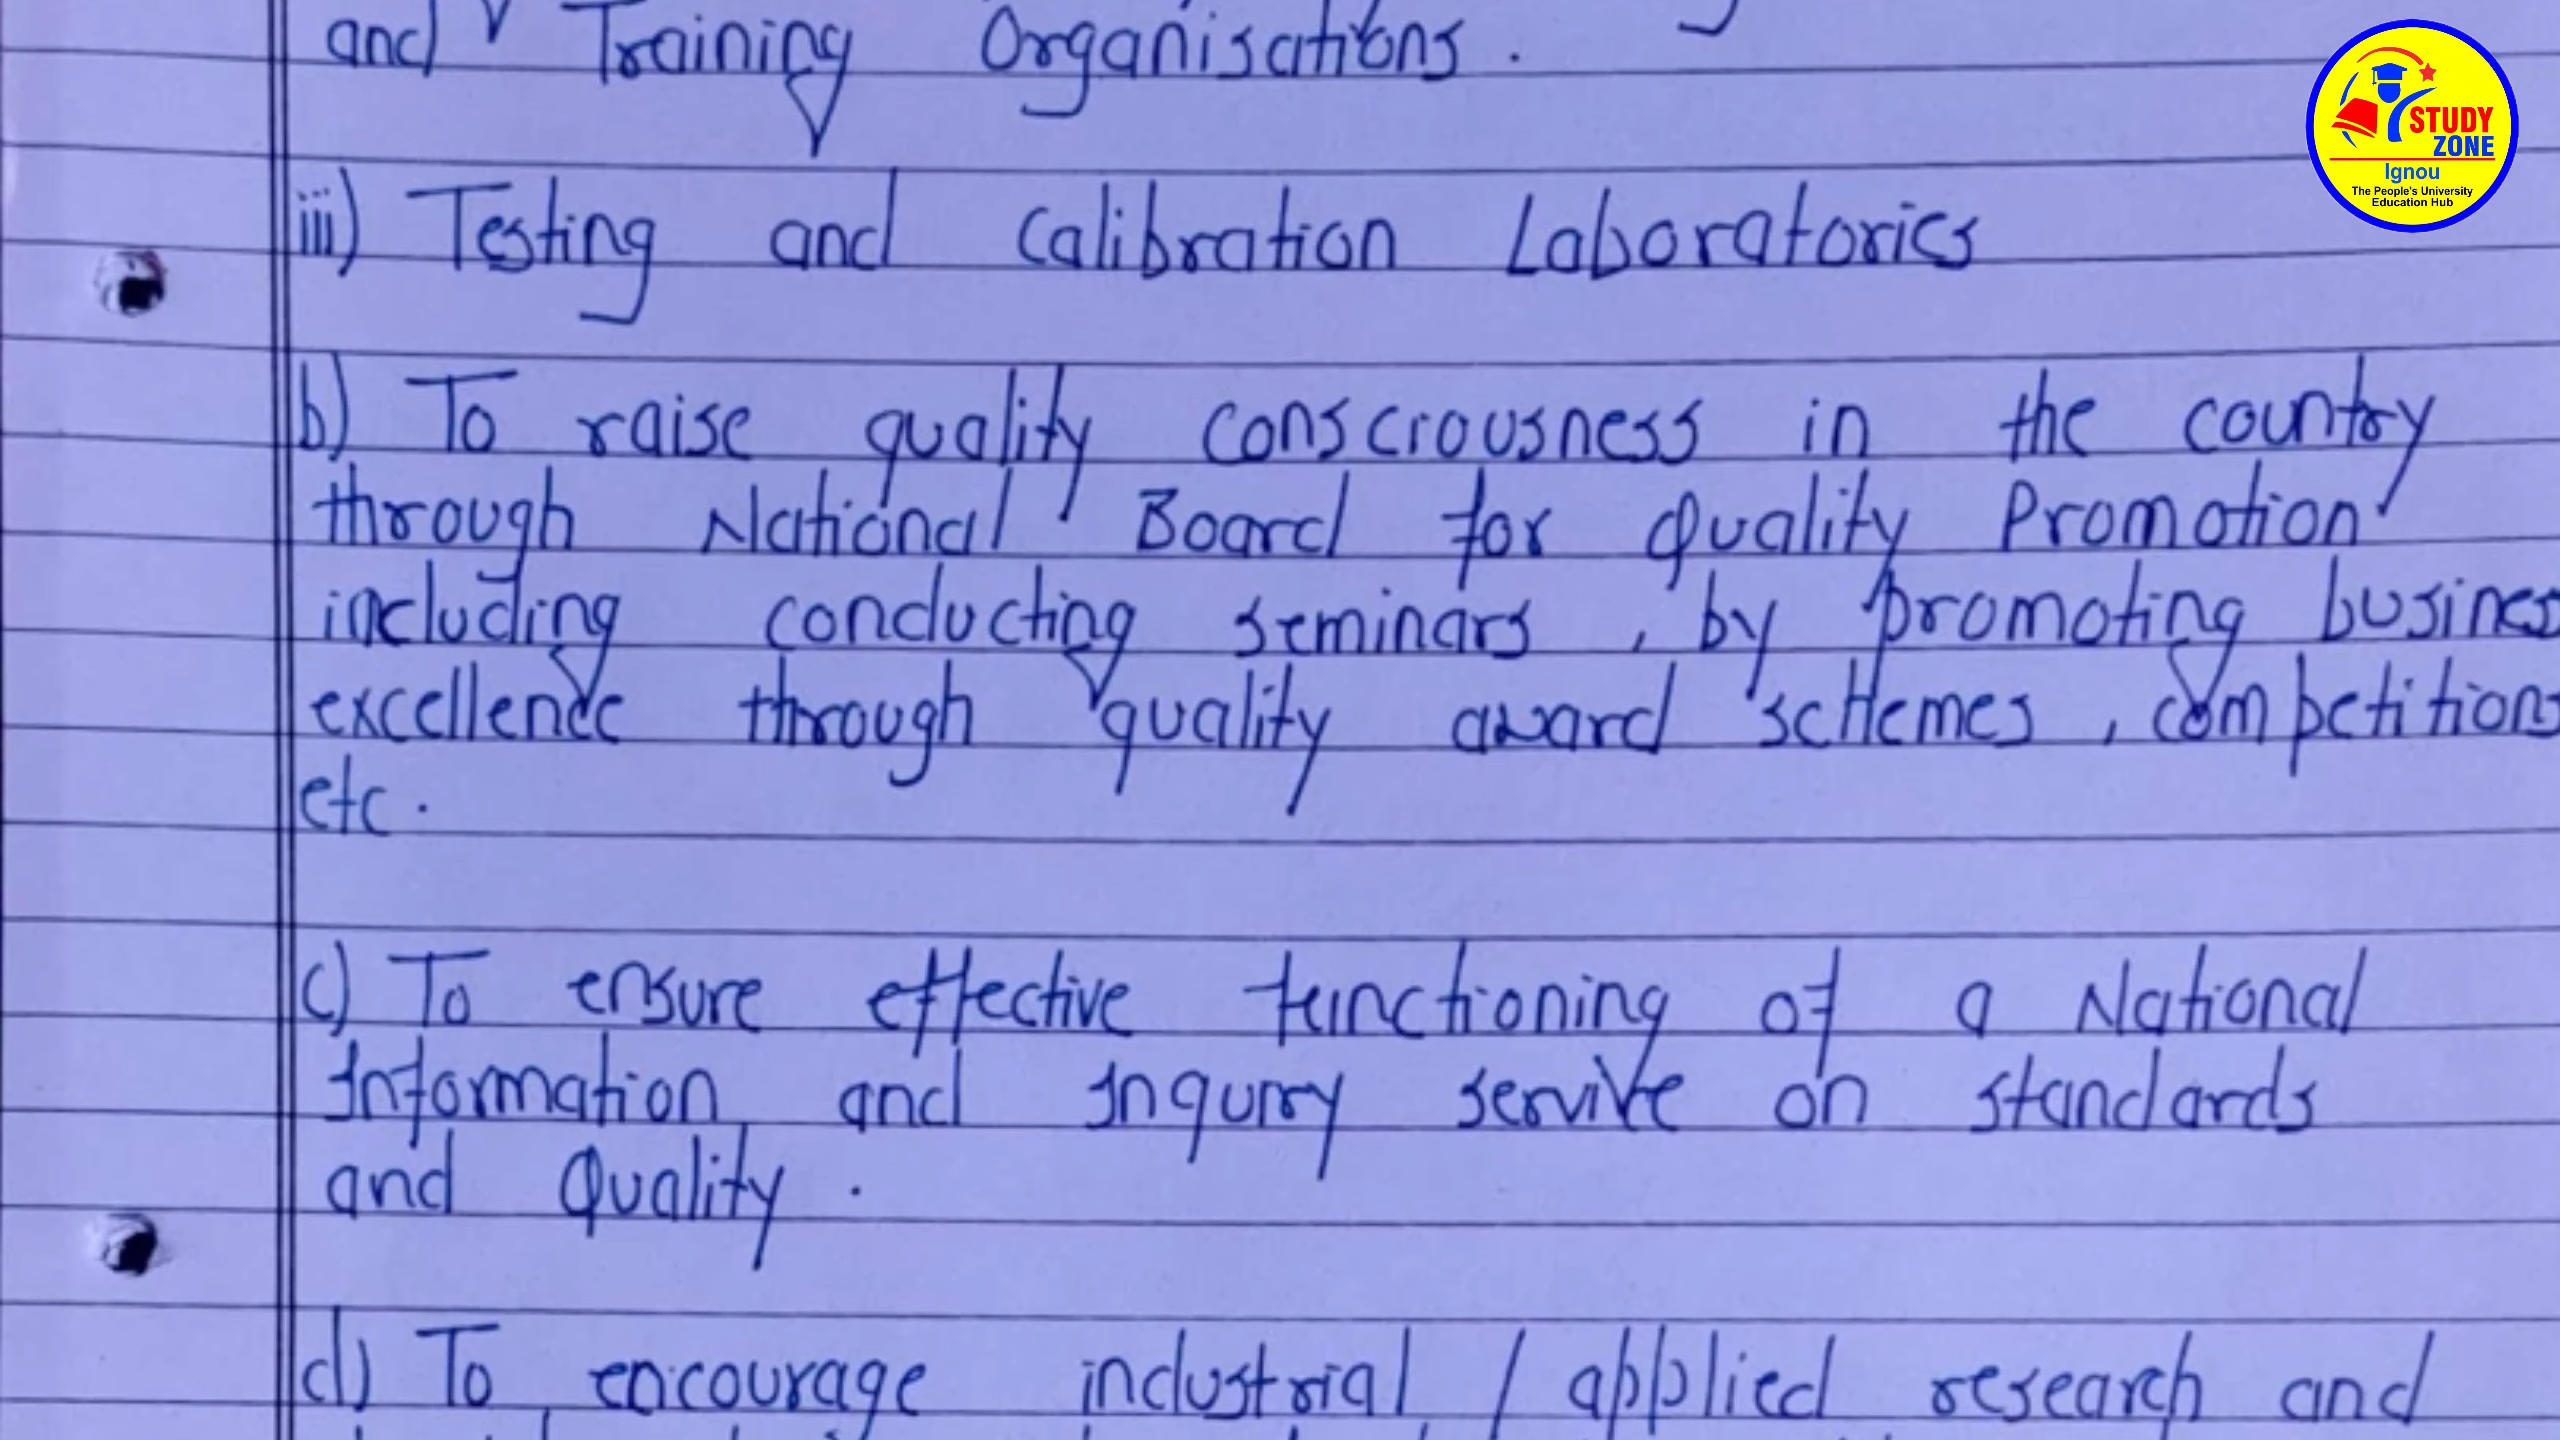 and Training Organisations.
iii) Testing and Calibration Laboratories
b) To raise quality consciousness in the country
through National Board for Quality Promotion
including conducting seminars, by promoting busines
excellence through quality award scHemes, competitions
etc.
c) To ensure effective functioning of a National
Information and Inquiry service on standards
and Quality.
d) To encourage industrial / applied research and
STUDY
ZONE
Ignou
The People's University
Education Hub